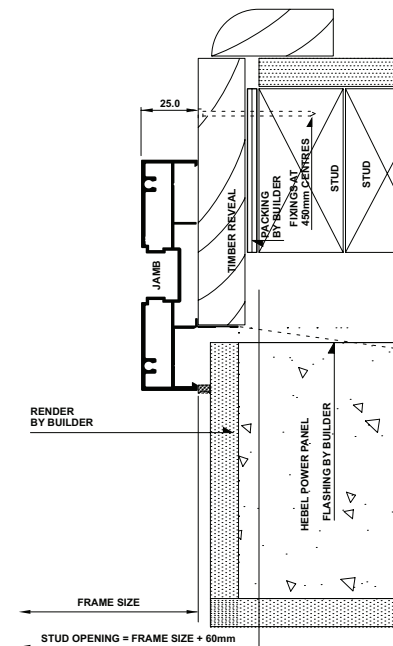 25.0
JAMB
TIMBER REVEAL
PACKING
BY BUILDER
FIXINGS AT
450mm CENTRES
STUD
STUD
RENDER
BY BUILDER
HEBEL POWER PANEL
FLASHING BY BUILDER
FRAME SIZE
STUD OPENING = FRAME SIZE + 60mm